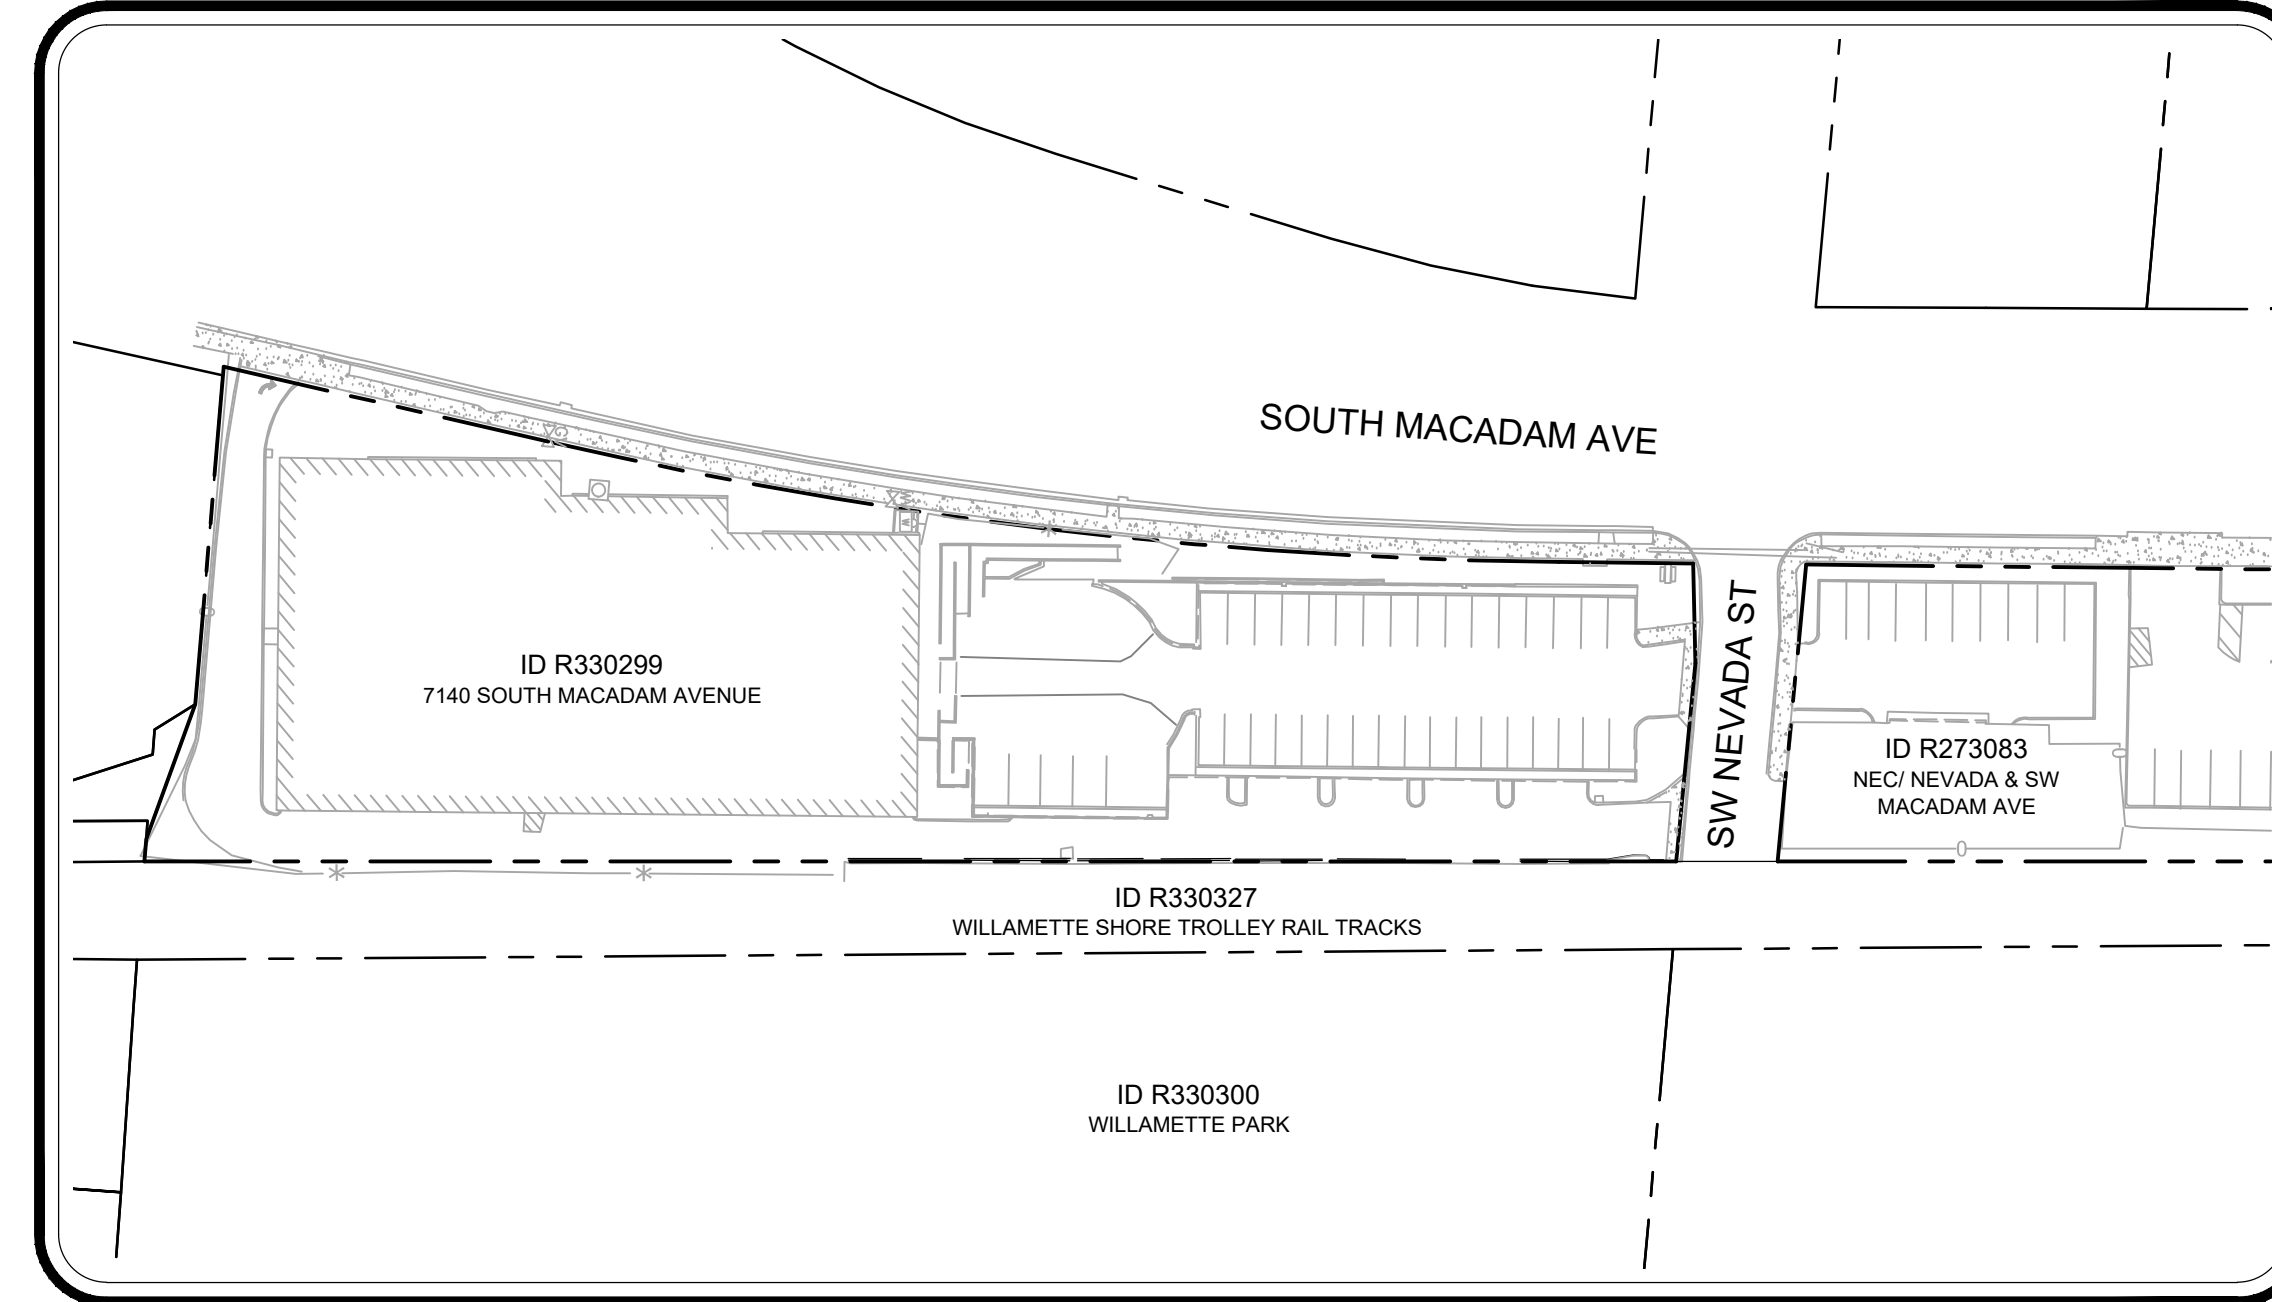 SOUTH MACADAM AVE
SW NEVADA ST
ID R330299
7140 SOUTH MACADAM AVENUE
ID R273083
NEC/ NEVADA & SW
MACADAM AVE
ID R330327
WILLAMETTE SHORE TROLLEY RAIL TRACKS
ID R330300
WILLAMETTE PARK